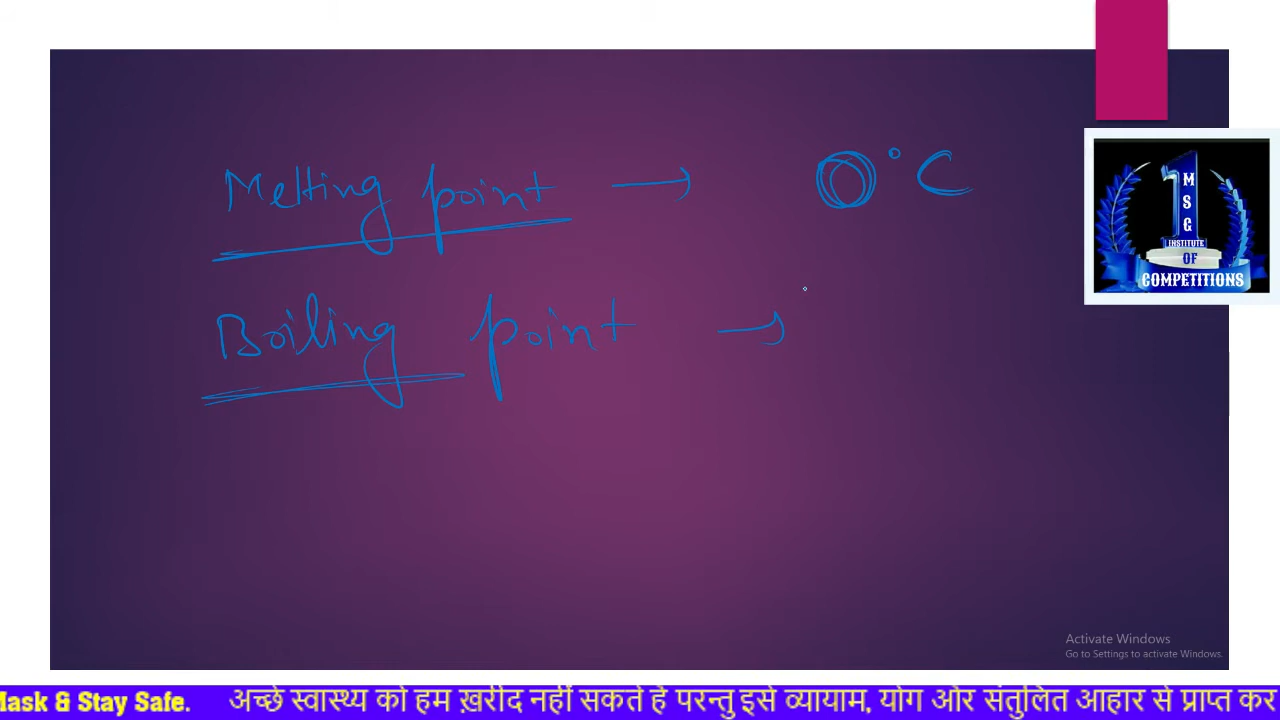 Melting point → 0°C
Boiling point →
1
MSG
INSTITUTE
OF
COMPETITIONS
Activate Windows
Go to Settings to activate Windows.
Mask & Stay Safe. अच्छे स्वास्थ्य को हम ख़रीद नहीं सकते हैं परन्तु इसे व्यायाम, योग और संतुलित आहार से प्राप्त कर